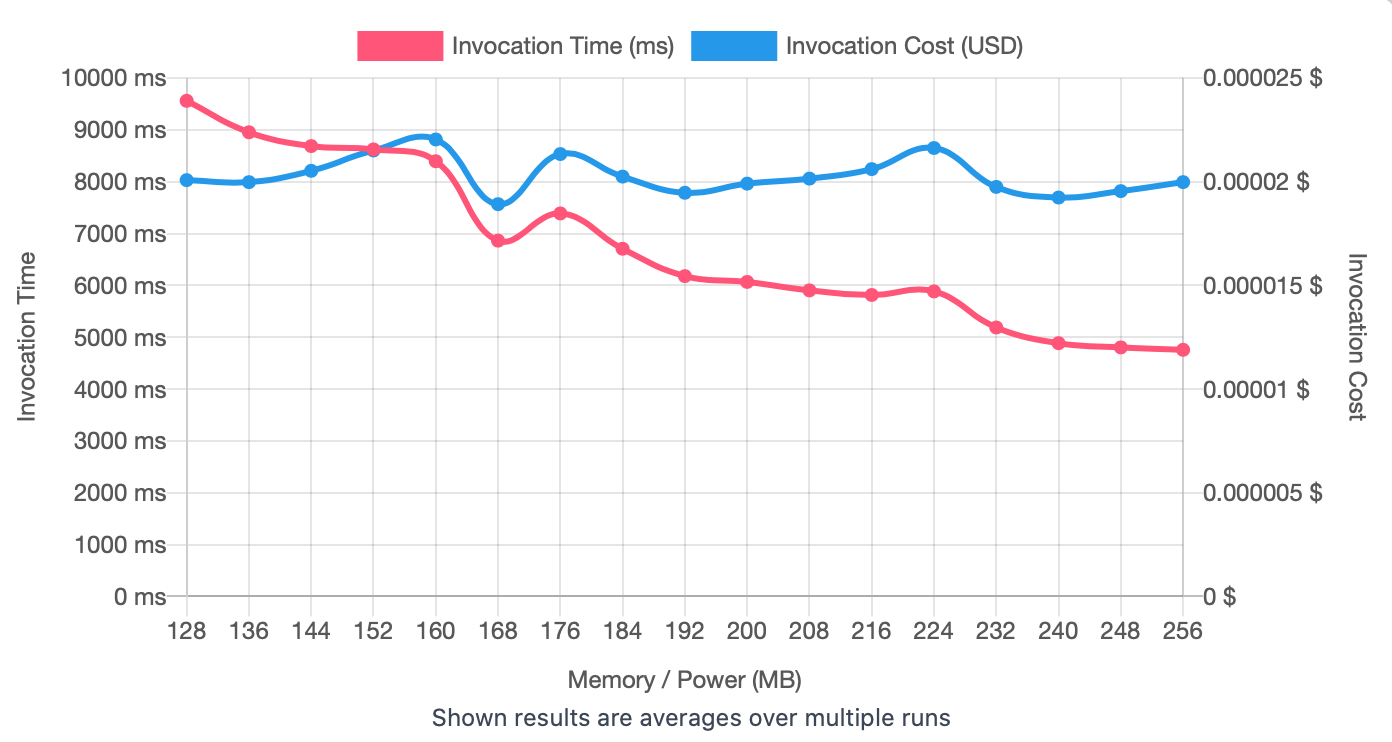 Invocation Time (ms) Invocation Cost (USD)
10000 ms 0.000025 $
9000 ms
8000 ms 0.00002 $
7000 ms
6000 ms 0.000015 $
5000 ms
4000 ms 0.00001 $
3000 ms
2000 ms 0.000005 $
1000 ms
0 ms 0 $
Invocation Time
Invocation Cost
128 136 144 152 160 168 176 184 192 200 208 216 224 232 240 248 256
Memory / Power (MB)
Shown results are averages over multiple runs